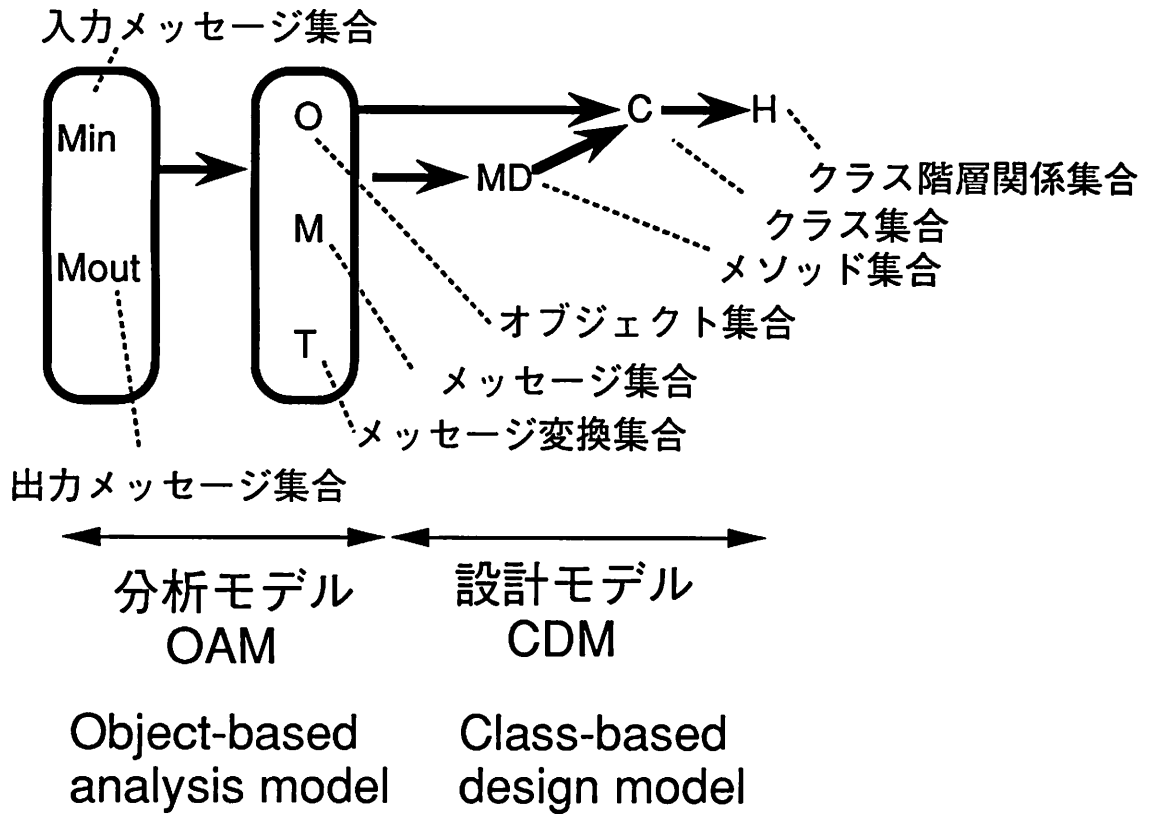 入力メッセージ集合
Min
Mout
出力メッセージ集合
O
M
T
MD
C
H
クラス階層関係集合
クラス集合
メソッド集合
オブジェクト集合
メッセージ集合
メッセージ変換集合
分析モデル
OAM
Object-based
analysis model
設計モデル
CDM
Class-based
design model